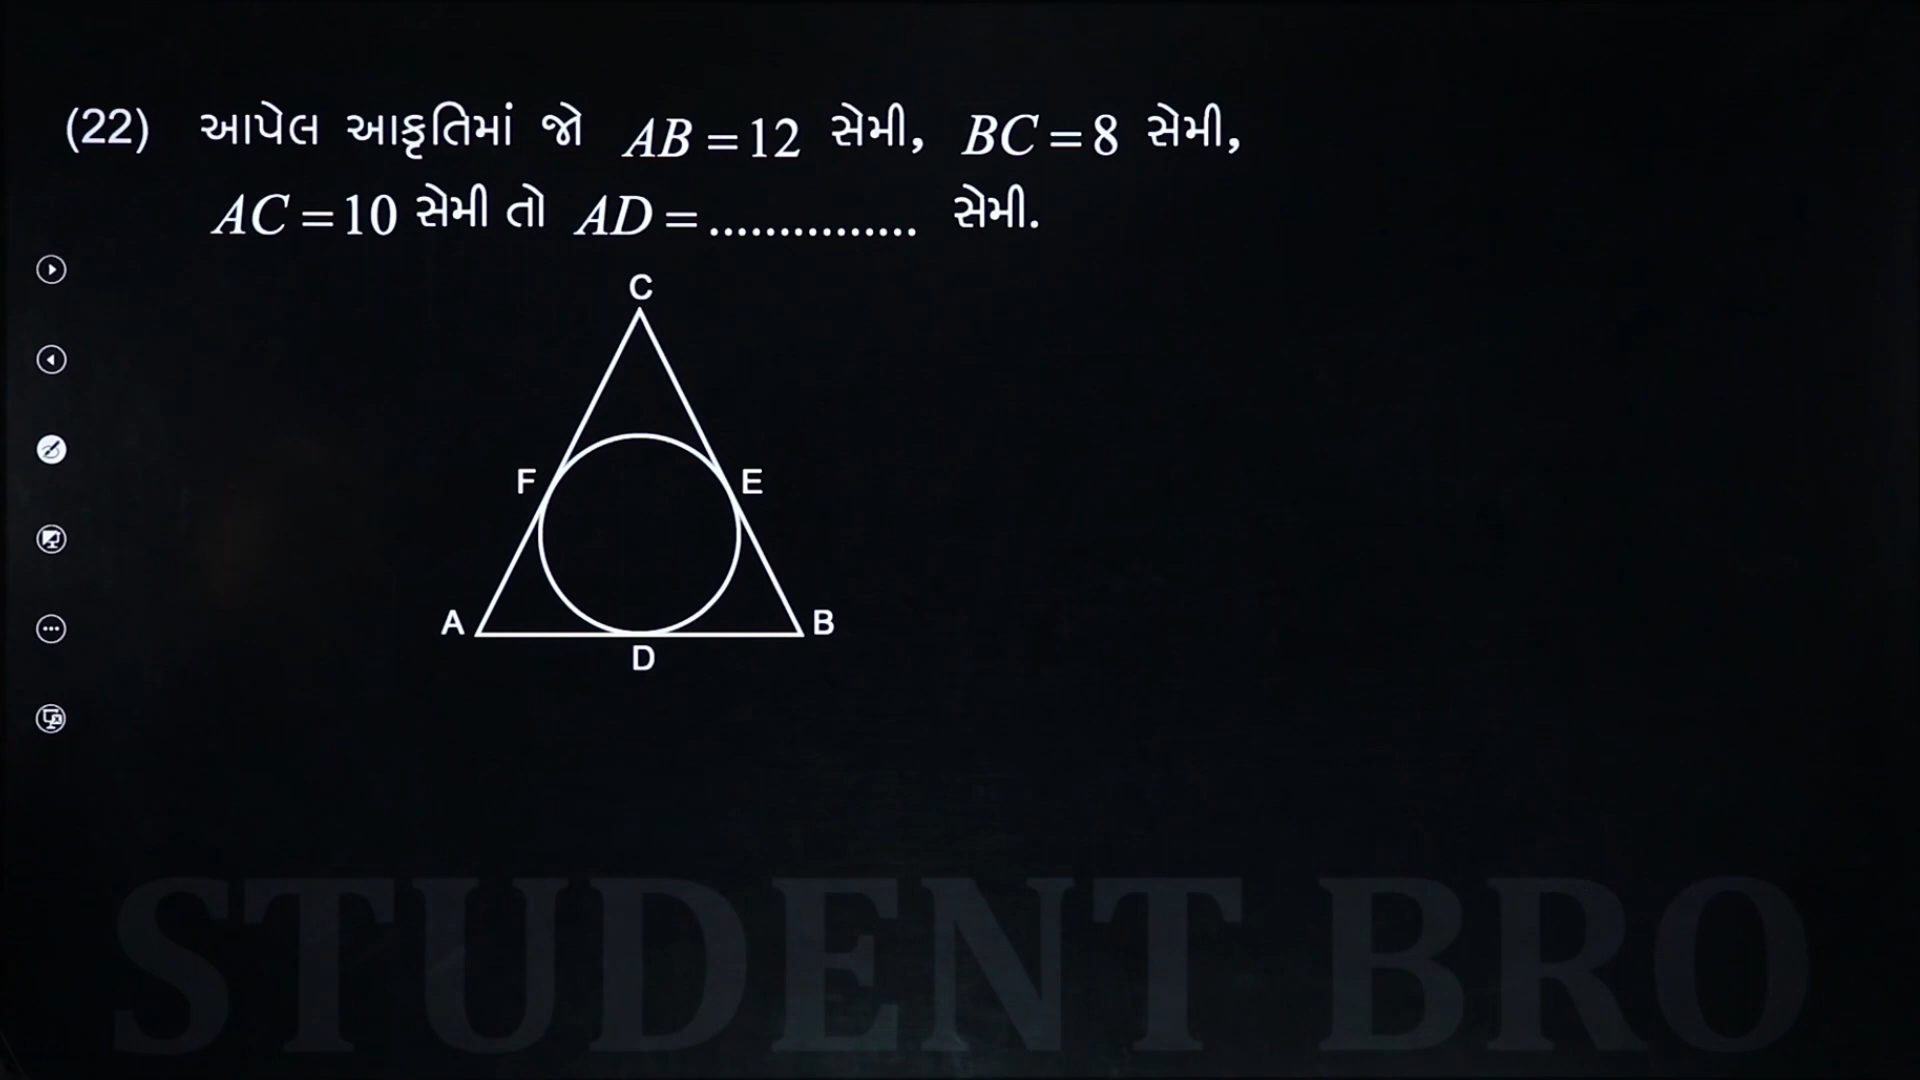 (22) આપેલ આકૃતિમાં જો AB = 12 સેમી, BC = 8 સેમી,
AC = 10 સેમી તો AD = ............... સેમી.
C
F E
A B
D
STUDENT BRO